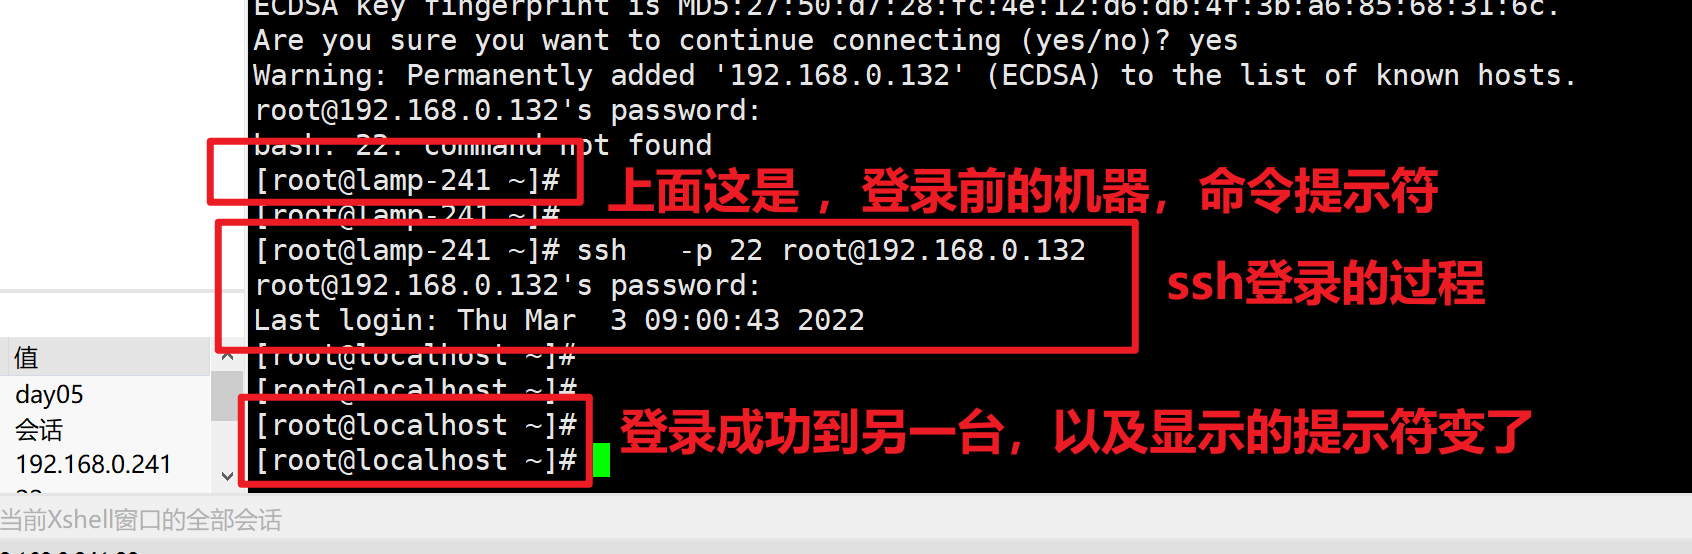 ECDSA key fingerprint is MD5:27:50:d7:28:fc:4e:12:d6:db:4f:3b:a6:85:68:31:6c.
Are you sure you want to continue connecting (yes/no)? yes
Warning: Permanently added '192.168.0.132' (ECDSA) to the list of known hosts.
root@192.168.0.132's password:
bash: 22: command not found
[root@lamp-241 ~]#
上面这是 ，登录前的机器，命令提示符
[root@lamp-241 ~]#
[root@lamp-241 ~]# ssh   -p 22 root@192.168.0.132
root@192.168.0.132's password:
ssh登录的过程
Last login: Thu Mar  3 09:00:43 2022
[root@localhost ~]#
[root@localhost ~]#
[root@localhost ~]#
登录成功到另一台，以及显示的提示符变了
[root@localhost ~]#
值
day05
会话
192.168.0.241
当前Xshell窗口的全部会话